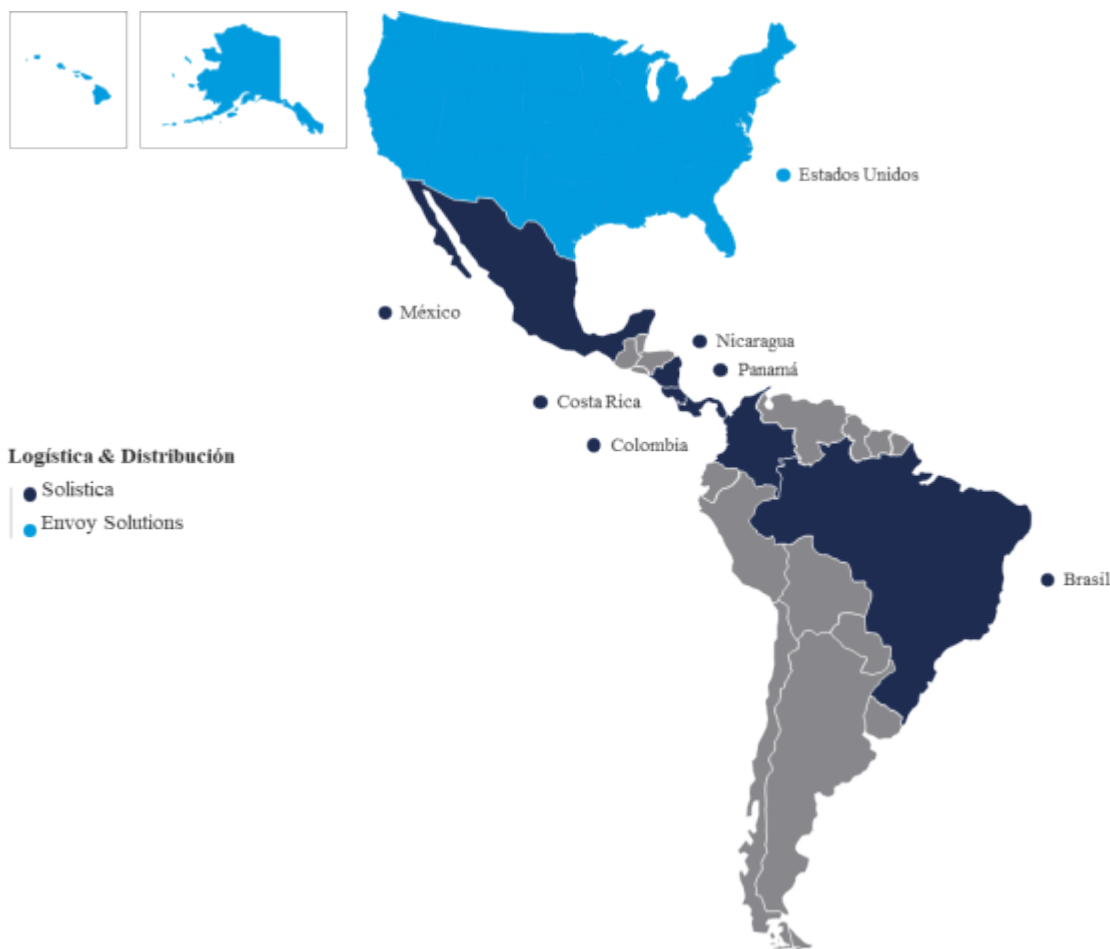 Estados Unidos
México
Nicaragua
Panamá
Costa Rica
Colombia
Logística & Distribución
Solistica
Envoy Solutions
Brasil